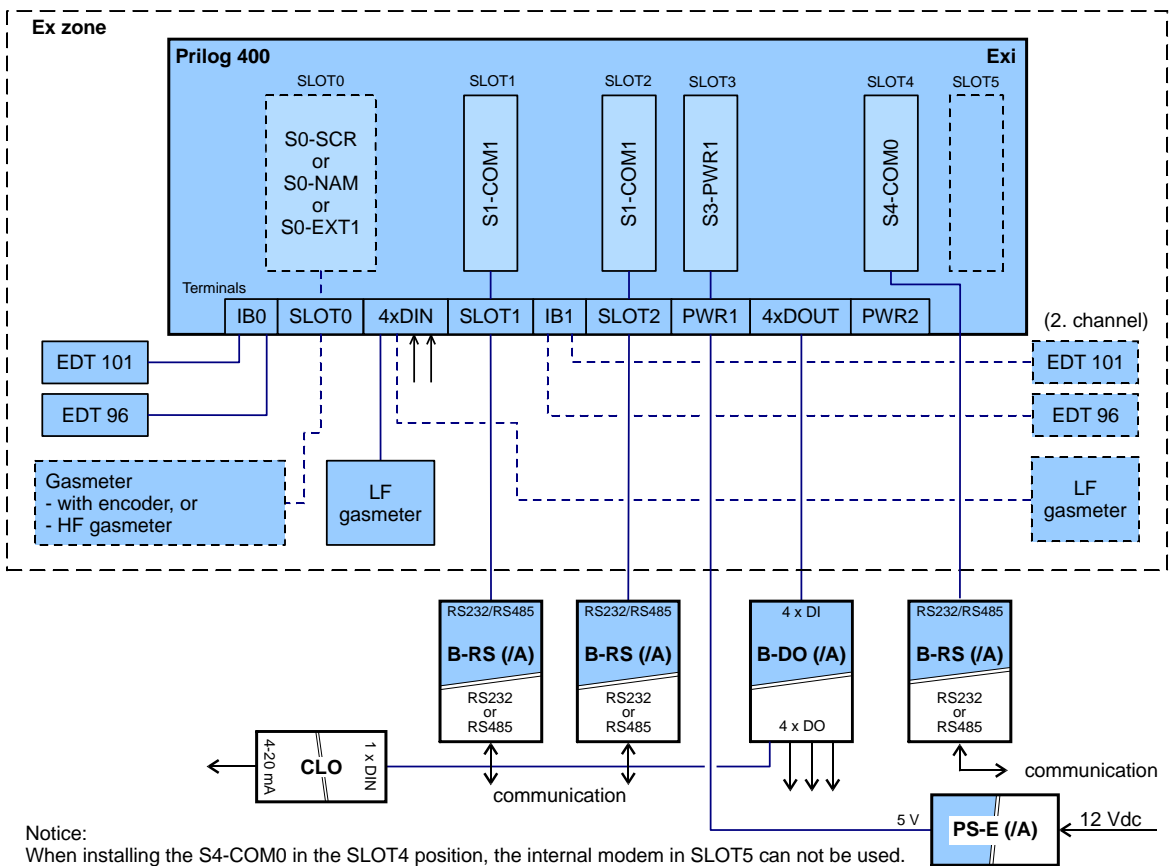 Ex zone
Prilog 400
Exi
SLOT0
SLOT1
SLOT2
SLOT3
SLOT4
SLOT5
S0-SCR
or
S0-NAM
or
S0-EXT1
S1-COM1
S1-COM1
S3-PWR1
S4-COM0
Terminals
IB0
SLOT0
4xDIN
SLOT1
IB1
SLOT2
PWR1
4xDOUT
PWR2
(2. channel)
EDT 101
EDT 101
EDT 96
EDT 96
Gasmeter
- with encoder, or
- HF gasmeter
LF
gasmeter
LF
gasmeter
RS232/RS485
B-RS (/A)
RS232
or
RS485
RS232/RS485
B-RS (/A)
RS232
or
RS485
4 x DI
B-DO (/A)
4 x DO
RS232/RS485
B-RS (/A)
RS232
or
RS485
4-20 mA
CLO
1 x DIN
communication
communication
5 V
PS-E (/A)
12 Vdc
Notice:
When installing the S4-COM0 in the SLOT4 position, the internal modem in SLOT5 can not be used.